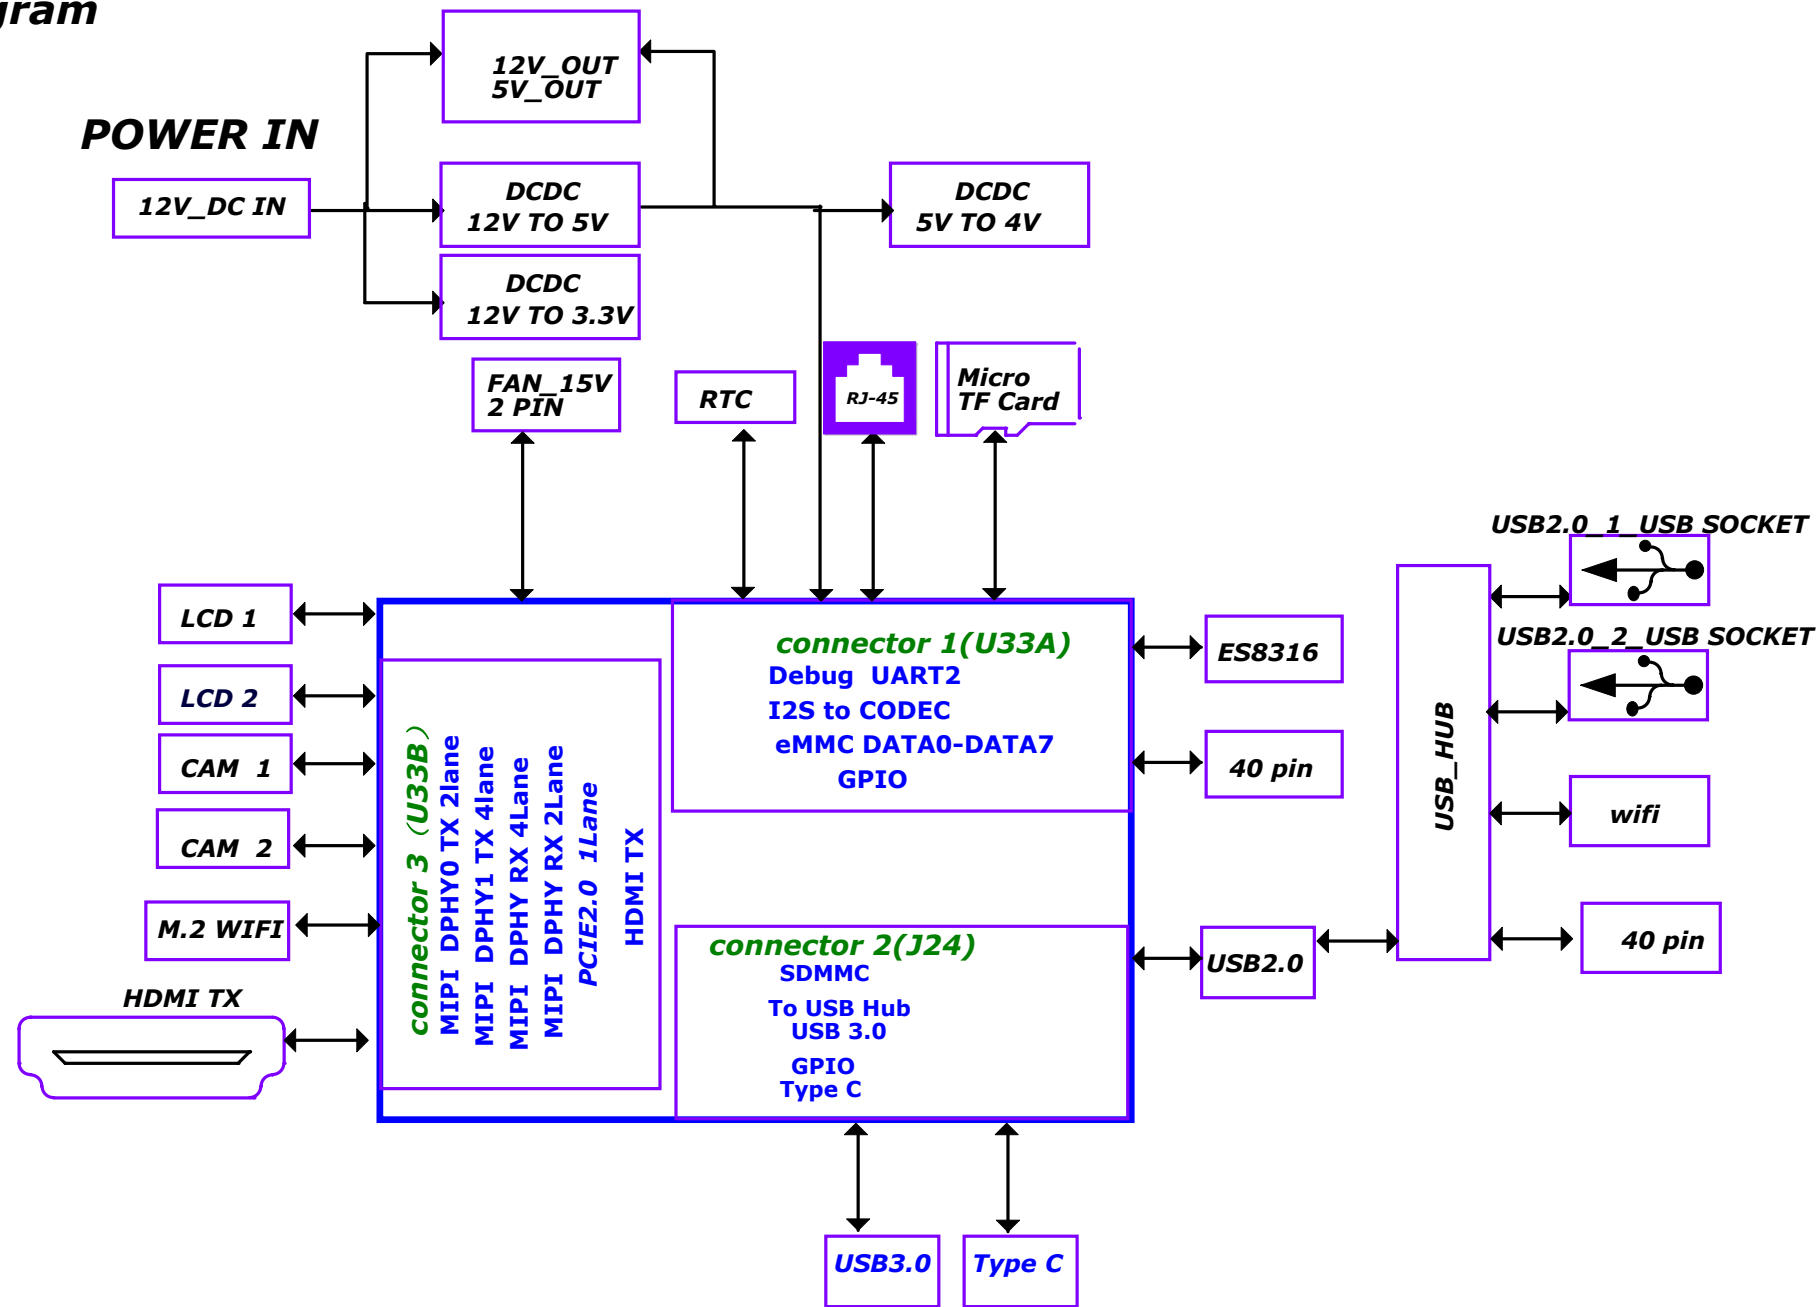 gram
12V_OUT
5V_OUT
POWER IN
12V_DC IN
DCDC
12V TO 5V
DCDC
5V TO 4V
DCDC
12V TO 3.3V
FAN_15V
2 PIN
RTC
RJ-45
Micro
TF Card
USB2.0_1_USB SOCKET
USB2.0_2_USB SOCKET
LCD 1
LCD 2
CAM 1
CAM 2
M.2 WIFI
HDMI TX
connector 3（U33B）
MIPI DPHY0 TX 2lane
MIPI DPHY1 TX 4lane
MIPI DPHY RX 4Lane
MIPI DPHY RX 2Lane
PCIE2.0 1Lane
HDMI TX
connector 1(U33A)
Debug UART2
I2S to CODEC
eMMC DATA0-DATA7
GPIO
connector 2(J24)
SDMMC
To USB Hub
USB 3.0
GPIO
Type C
ES8316
40 pin
USB2.0
USB_HUB
wifi
40 pin
USB3.0
Type C